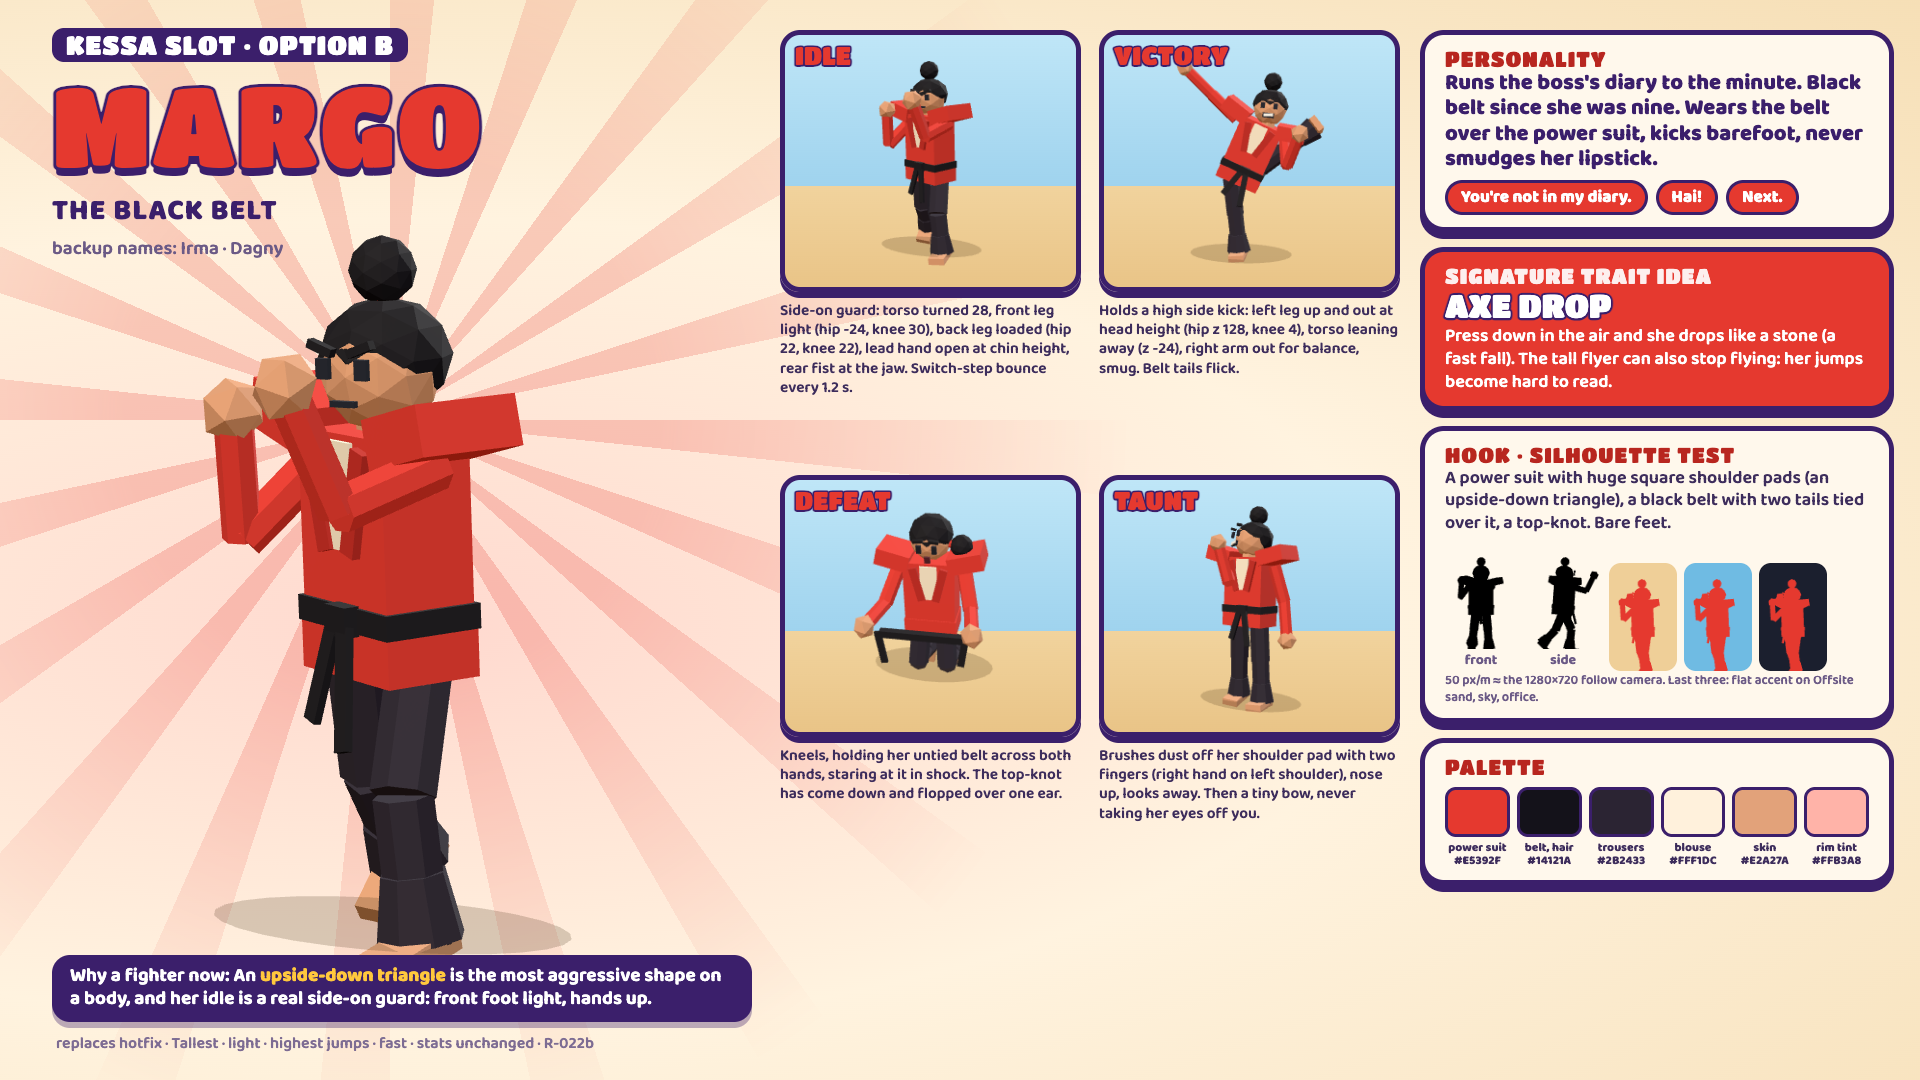 KESSA SLOT · OPTION B
MARGO
THE BLACK BELT
backup names: Irma · Dagny
Why a fighter now: An upside-down triangle is the most aggressive shape on
a body, and her idle is a real side-on guard: front foot light, hands up.
replaces hotfix · Tallest · light · highest jumps · fast · stats unchanged · R-022b
IDLE
Side-on guard: torso turned 28, front leg
light (hip -24, knee 30), back leg loaded (hip
22, knee 22), lead hand open at chin height,
rear fist at the jaw. Switch-step bounce
every 1.2 s.
VICTORY
Holds a high side kick: left leg up and out at
head height (hip z 128, knee 4), torso leaning
away (z -24), right arm out for balance,
smug. Belt tails flick.
DEFEAT
Kneels, holding her untied belt across both
hands, staring at it in shock. The top-knot
has come down and flopped over one ear.
TAUNT
Brushes dust off her shoulder pad with two
fingers (right hand on left shoulder), nose
up, looks away. Then a tiny bow, never
taking her eyes off you.
PERSONALITY
Runs the boss's diary to the minute. Black
belt since she was nine. Wears the belt
over the power suit, kicks barefoot, never
smudges her lipstick.
You're not in my diary. Hai! Next.
SIGNATURE TRAIT IDEA
AXE DROP
Press down in the air and she drops like a stone (a
fast fall). The tall flyer can also stop flying: her jumps
become hard to read.
HOOK · SILHOUETTE TEST
A power suit with huge square shoulder pads (an
upside-down triangle), a black belt with two tails tied
over it, a top-knot. Bare feet.
front side
50 px/m ≈ the 1280×720 follow camera. Last three: flat accent on Offsite
sand, sky, office.
PALETTE
power suit belt, hair trousers blouse skin rim tint
#E5392F #14121A #2B2433 #FFF1DC #E2A27A #FFB3A8